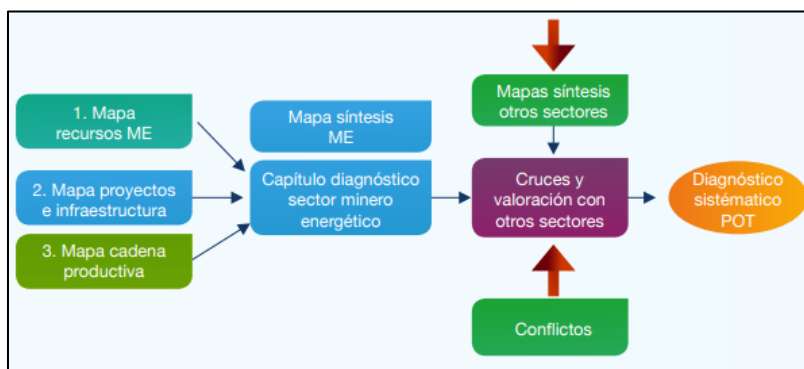 1. Mapa
recursos ME
2. Mapa proyectos
e infraestructura
3. Mapa cadena
productiva
Mapa síntesis
ME
Capítulo diagnóstico
sector minero
energético
Mapas síntesis
otros sectores
Cruces y
valoración con
otros sectores
Conflictos
Diagnóstico
sistématico
POT